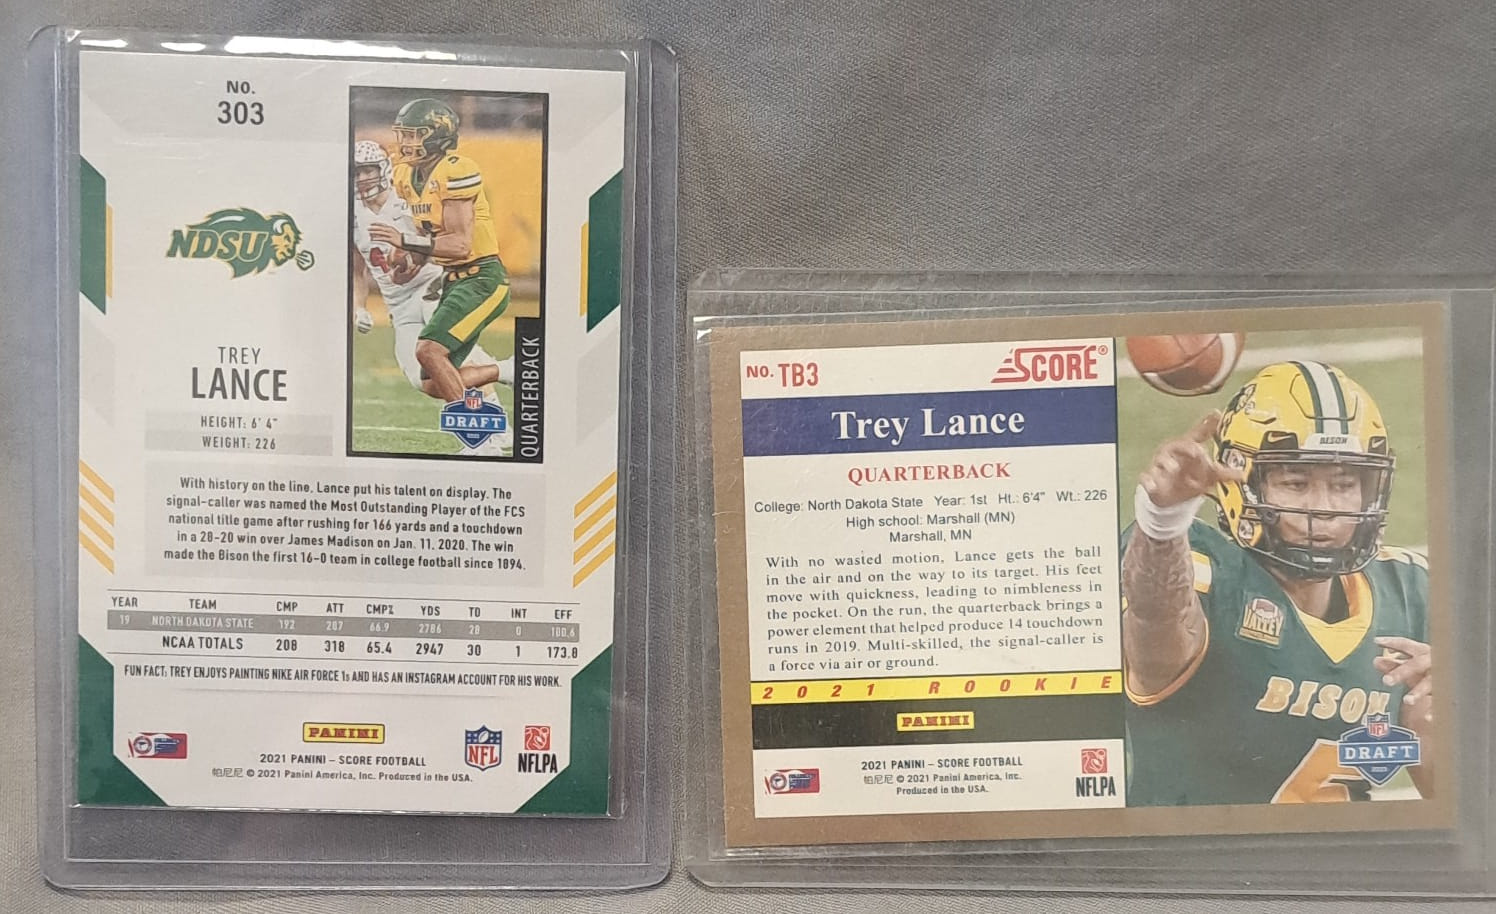 No.
303
NDSU
TREY
LANCE
HEIGHT: 6' 4"
WEIGHT: 226
BISON
QUARTERBACK
NFL
DRAFT
With history on the line, Lance put his talent on display. The
signal-caller was named the Most Outstanding Player of the FCS
national title game after rushing for 166 yards and a touchdown
in a 28-20 win over James Madison on Jan. 11, 2020. The win
made the Bison the first 16-0 team in college football since 1894.
YEAR TEAM CMP ATT CMP% YDS TD INT EFF
19 NORTH DAKOTA STATE 192 287 66.9 2786 28 0 180.6
NCAA TOTALS 208 318 65.4 2947 30 1 173.8
FUN FACT: TREY ENJOYS PAINTING NIKE AIR FORCE 1s AND HAS AN INSTAGRAM ACCOUNT FOR HIS WORK.
PANINI
2021 PANINI – SCORE FOOTBALL
帕尼尼 © 2021 Panini America, Inc. Produced in the USA.
NFL
NFLPA
No. TB3
SCORE®
Trey Lance
QUARTERBACK
College: North Dakota State Year: 1st Ht.: 6'4" Wt.: 226
High school: Marshall (MN)
Marshall, MN
With no wasted motion, Lance gets the ball
in the air and on the way to its target. His feet
move with quickness, leading to nimbleness in
the pocket. On the run, the quarterback brings a
power element that helped produce 14 touchdown
runs in 2019. Multi-skilled, the signal-caller is
a force via air or ground.
2021 ROOKIE
PANINI
2021 PANINI – SCORE FOOTBALL
帕尼尼 © 2021 Panini America, Inc.
Produced in the USA.
NFLPA
BISON
VALLEY
BISON
NFL
DRAFT